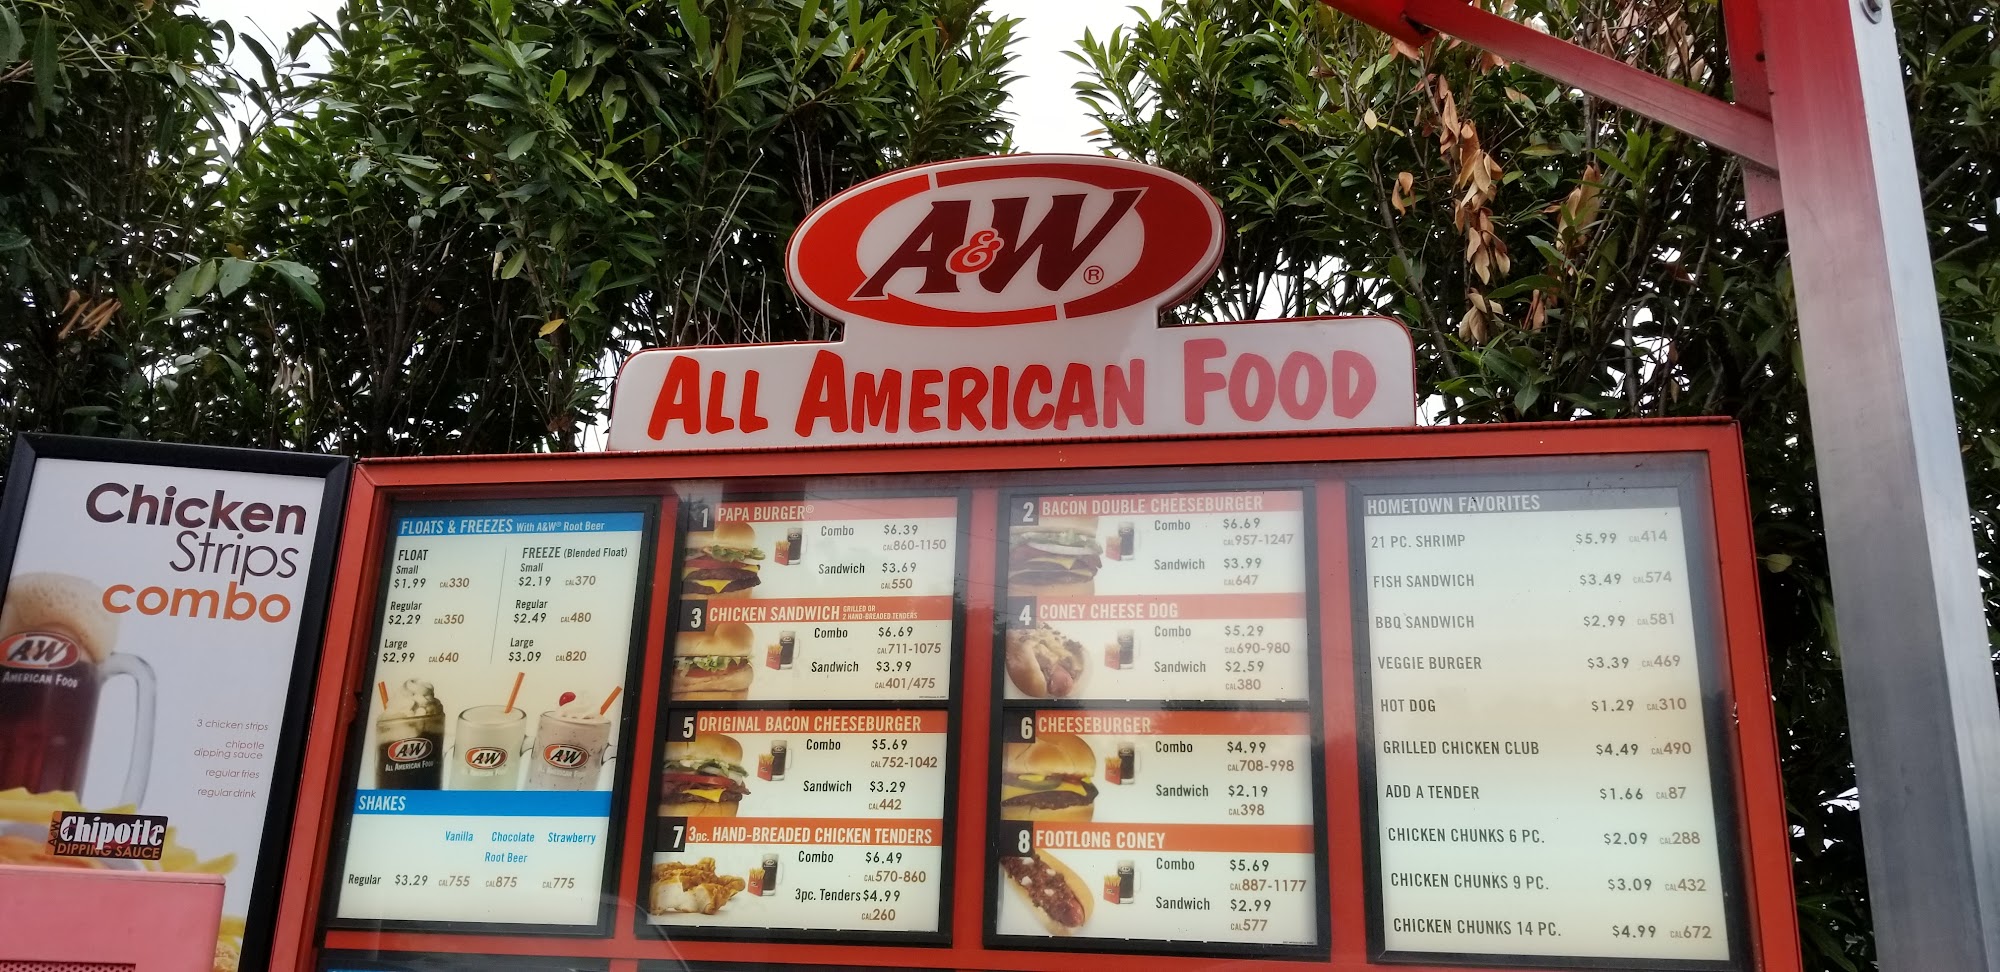 A&W®
ALL AMERICAN FOOD
Chicken
Strips
combo
A&W
AMERICAN FOOD
3 chicken strips
chipotle
dipping sauce
regular fries
regular drink
A&W
Chipotle
DIPPING SAUCE
FLOATS & FREEZES With A&W® Root Beer
FLOAT
Small
$1.99 CAL330
Regular
$2.29 CAL350
Large
$2.99 CAL640
FREEZE (Blended Float)
Small
$2.19 CAL370
Regular
$2.49 CAL480
Large
$3.09 CAL820
A&W
ALL AMERICAN FOOD
A&W
A&W
SHAKES
Vanilla Chocolate Strawberry
Root Beer
Regular $3.29 CAL755 CAL875 CAL775
1 PAPA BURGER®
Combo $6.39
CAL860-1150
Sandwich $3.69
CAL550
3 CHICKEN SANDWICH GRILLED OR
2 HAND-BREADED TENDERS
Combo $6.69
CAL711-1075
Sandwich $3.99
CAL401/475
5 ORIGINAL BACON CHEESEBURGER
Combo $5.69
CAL752-1042
Sandwich $3.29
CAL442
7 3pc. HAND-BREADED CHICKEN TENDERS
Combo $6.49
CAL570-860
3pc. Tenders $4.99
CAL260
2 BACON DOUBLE CHEESEBURGER
Combo $6.69
CAL957-1247
Sandwich $3.99
CAL647
4 CONEY CHEESE DOG
Combo $5.29
CAL690-980
Sandwich $2.59
CAL380
6 CHEESEBURGER
Combo $4.99
CAL708-998
Sandwich $2.19
CAL398
8 FOOTLONG CONEY
Combo $5.69
CAL887-1177
Sandwich $2.99
CAL577
HOMETOWN FAVORITES
21 PC. SHRIMP $5.99 CAL414
FISH SANDWICH $3.49 CAL574
BBQ SANDWICH $2.99 CAL581
VEGGIE BURGER $3.39 CAL469
HOT DOG $1.29 CAL310
GRILLED CHICKEN CLUB $4.49 CAL490
ADD A TENDER $1.66 CAL87
CHICKEN CHUNKS 6 PC. $2.09 CAL288
CHICKEN CHUNKS 9 PC. $3.09 CAL432
CHICKEN CHUNKS 14 PC. $4.99 CAL672